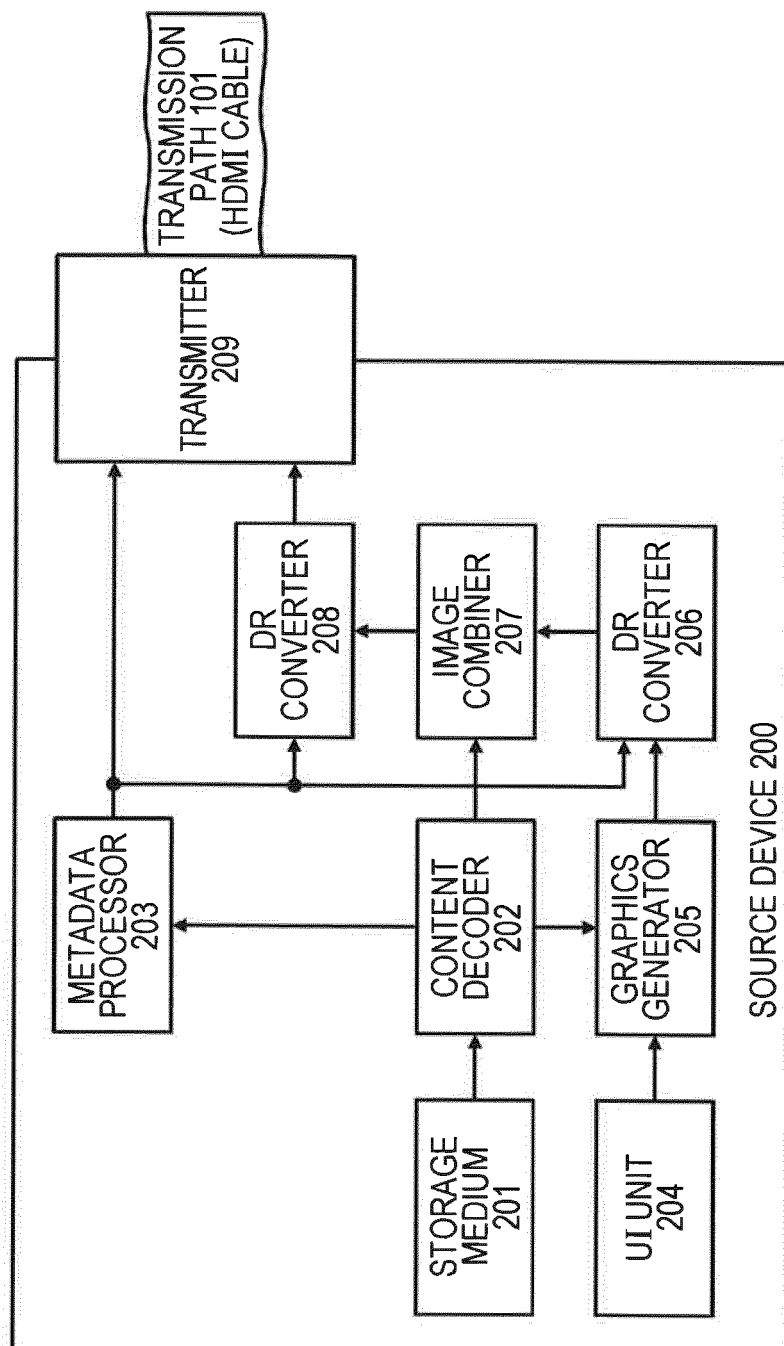 TRANSMISSION
PATH 101
(HDMI CABLE)
TRANSMITTER
209
METADATA
PROCESSOR
203
DR
CONVERTER
208
STORAGE
MEDIUM
201
CONTENT
DECODER
202
IMAGE
COMBINER
207
UI UNIT
204
GRAPHICS
GENERATOR
205
DR
CONVERTER
206
SOURCE DEVICE 200